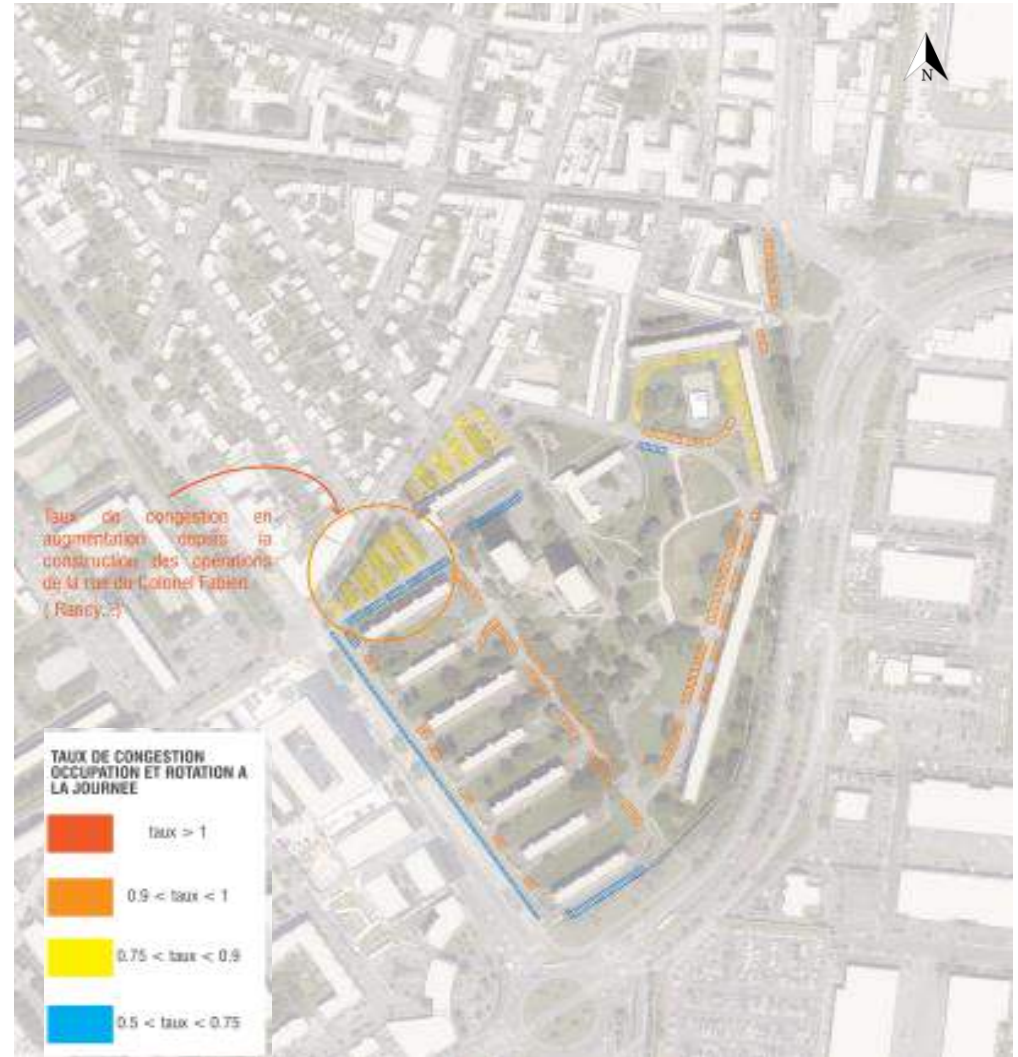 N
Taux de congestion en
augmentation depuis la
construction des opérations
de la rue du Colonel Fabien.
( Rancy..?)
TAUX DE CONGESTION
OCCUPATION ET ROTATION A
LA JOURNEE
taux > 1
0.9 < taux < 1
0.75 < taux < 0.9
0.5 < taux < 0.75